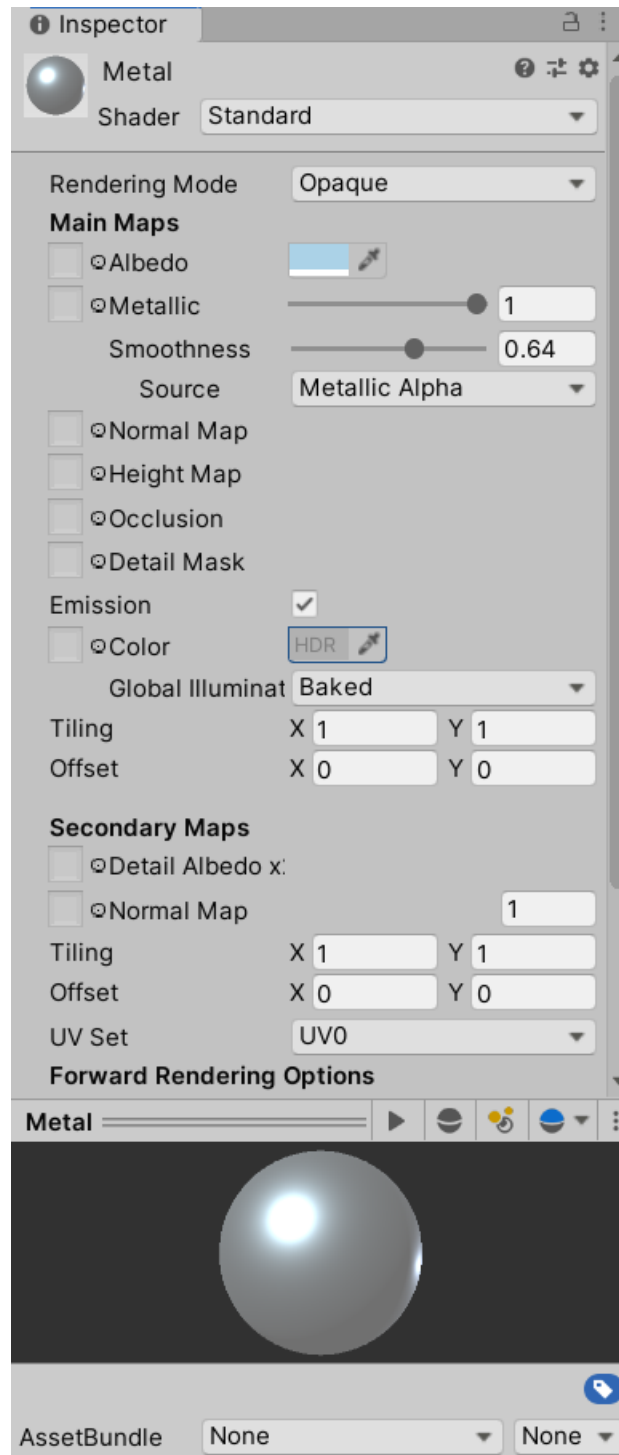 Inspector
Metal
Shader Standard
Rendering Mode Opaque
Main Maps
Albedo
Metallic 1
Smoothness 0.64
Source Metallic Alpha
Normal Map
Height Map
Occlusion
Detail Mask
Emission
Color HDR
Global Illuminat Baked
Tiling X 1 Y 1
Offset X 0 Y 0
Secondary Maps
Detail Albedo x
Normal Map 1
Tiling X 1 Y 1
Offset X 0 Y 0
UV Set UV0
Forward Rendering Options
Metal
AssetBundle None None